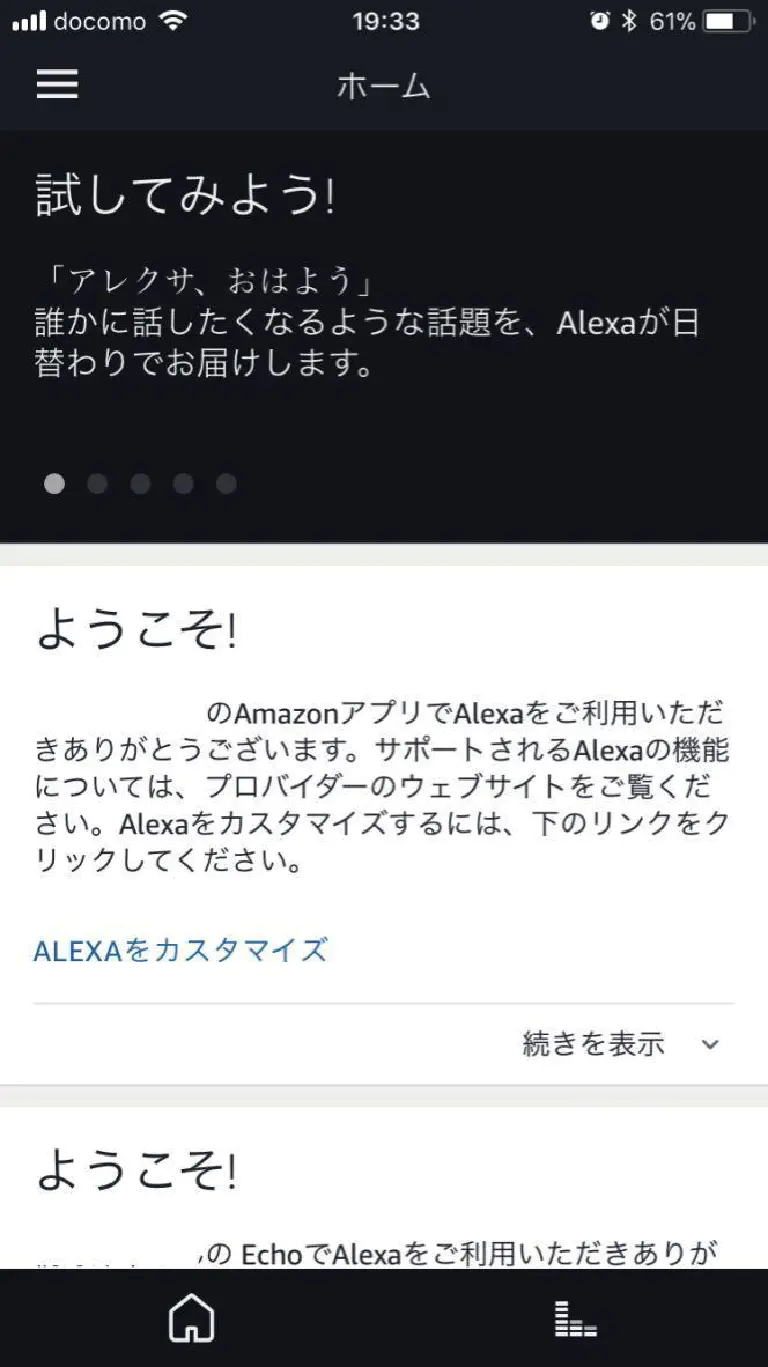 docomo 19:33 61%
ホーム
試してみよう!
「アレクサ、おはよう」
誰かに話したくなるような話題を、Alexaが日
替わりでお届けします。
ようこそ!
のAmazonアプリでAlexaをご利用いただ
きありがとうございます。サポートされるAlexaの機能
については、プロバイダーのウェブサイトをご覧くだ
さい。Alexaをカスタマイズするには、下のリンクをク
リックしてください。
ALEXAをカスタマイズ
続きを表示
ようこそ!
の EchoでAlexaをご利用いただきありが